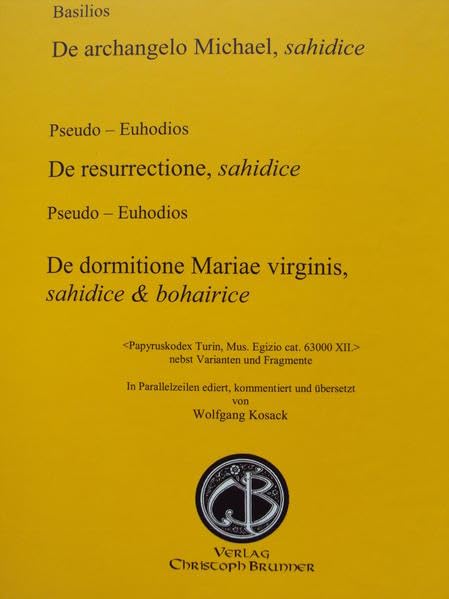 Basilios
De archangelo Michael, sahidice
Pseudo – Euhodios
De resurrectione, sahidice
Pseudo – Euhodios
De dormitione Mariae virginis,
sahidice & bohairice
<Papyruskodex Turin, Mus. Egizio cat. 63000 XII.>
nebst Varianten und Fragmente
In Parallelzeilen ediert, kommentiert und übersetzt
von
Wolfgang Kosack
CB
Verlag
Christoph Brunner